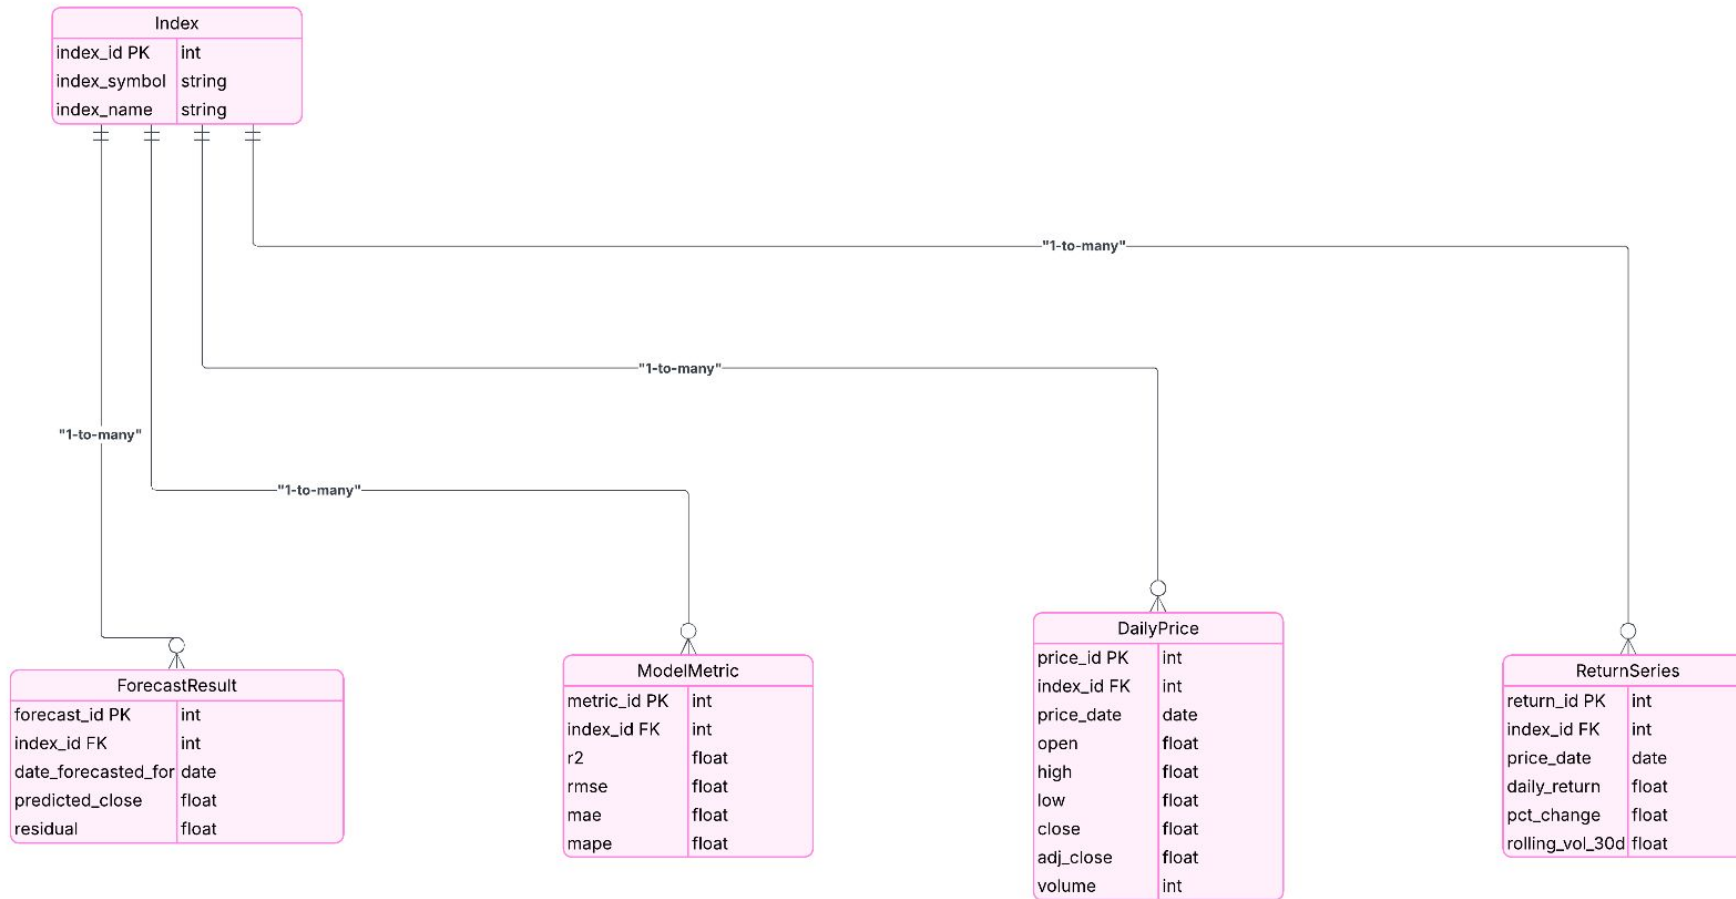 Index
index_id PK int
index_symbol string
index_name string
"1-to-many"
"1-to-many"
"1-to-many"
"1-to-many"
ForecastResult
forecast_id PK int
index_id FK int
date_forecasted_for date
predicted_close float
residual float
ModelMetric
metric_id PK int
index_id FK int
r2 float
rmse float
mae float
mape float
DailyPrice
price_id PK int
index_id FK int
price_date date
open float
high float
low float
close float
adj_close float
volume int
ReturnSeries
return_id PK int
index_id FK int
price_date date
daily_return float
pct_change float
rolling_vol_30d float